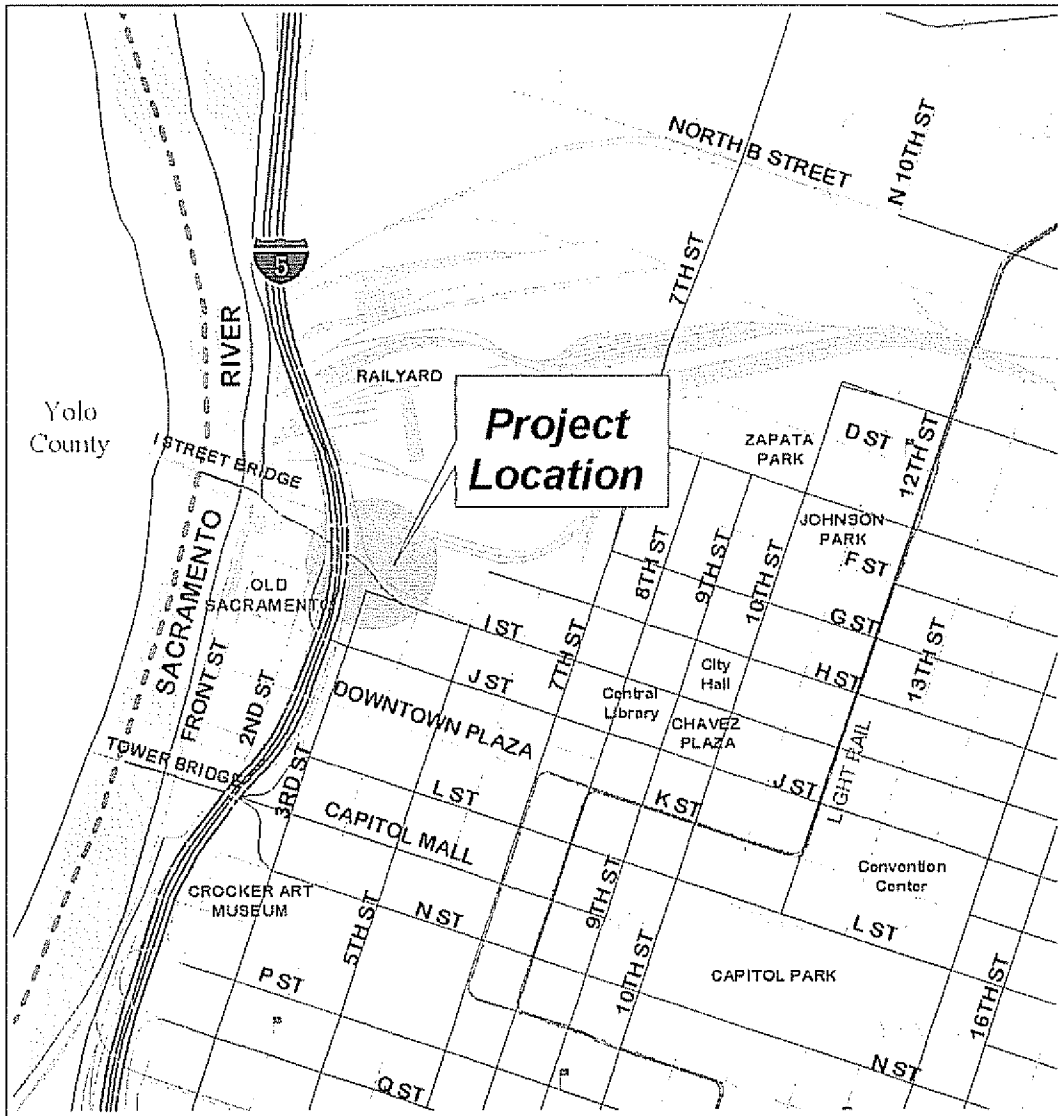 NORTH B STREET
N 10TH ST
7TH ST
5
RIVER
RAILYARD
Project
Location
Yolo
County
I STREET BRIDGE
ZAPATA
PARK
D ST
12TH ST
JOHNSON
PARK
F ST
8TH ST
9TH ST
10TH ST
SACRAMENTO
OLD
SACRAMENTO
I ST
G ST
13TH ST
FRONT ST
2ND ST
J ST
7TH ST
City
Hall
H ST
Central
Library
CHAVEZ
PLAZA
DOWNTOWN PLAZA
TOWER BRIDGE
3RD ST
L ST
K ST
J ST
LIGHT RAIL
CAPITOL MALL
Convention
Center
CROCKER ART
MUSEUM
N ST
9TH ST
L ST
5TH ST
P ST
10TH ST
CAPITOL PARK
16TH ST
Q ST
N ST